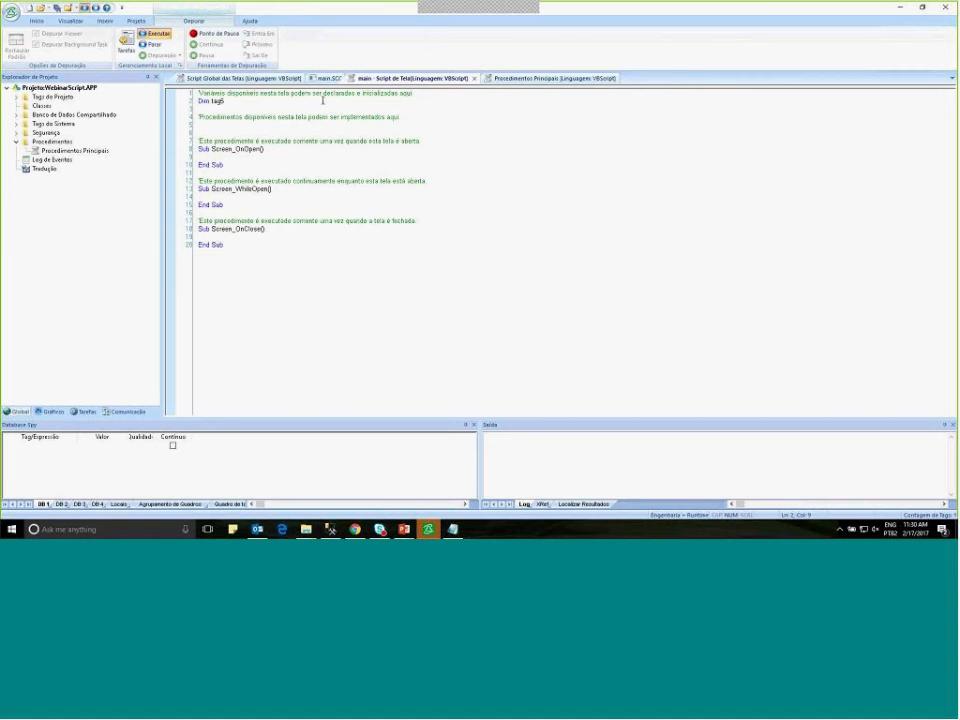 Início Visualizar Inserir Projeto Depurar Ajuda
Depurar Viewer
Depurar Background Task
Restaurar Padrão
Opções de Depuração
Tarefas
Executar
Parar
Depuração
Gerenciamento Local
Ponto de Pausa
Continua
Pausa
Entra Em
Próximo
Sai De
Ferramentas de Depuração
Explorador de Projeto
Projeto:WebinarScript.APP
Tags do Projeto
Classes
Banco de Dados Compartilhado
Tags do Sistema
Segurança
Procedimentos
Procedimentos Principais
Log de Eventos
Tradução
Global Gráficos Tarefas Comunicação
Script Global das Telas [Linguagem: VBScript] main.SCC main - Script de Tela[Linguagem: VBScript] Procedimentos Principais [Linguagem: VBScript]
1 'Variáveis disponíveis nesta tela podem ser declaradas e inicializadas aqui
2 Dim tag5
3
4 'Procedimentos disponíveis nesta tela podem ser implementados aqui
5
6
7 'Este procedimento é executado somente uma vez quando esta tela é aberta.
8 Sub Screen_OnOpen()
9
10 End Sub
11
12 'Este procedimento é executado continuamente enquanto esta tela está aberta.
13 Sub Screen_WhileOpen()
14
15 End Sub
16
17 'Este procedimento é executado somente uma vez quando a tela é fechada.
18 Sub Screen_OnClose()
19
20 End Sub
Database Spy
Tag/Expressão Valor Qualidad Contínuo
DB 1 DB 2 DB 3 DB 4 Locais Agrupamento de Quadros
Saída
Log XRef Localizar Resultados
Engenharia + Runtime CAP NUM SCRL Ln 2, Col 9 Contagem de Tags: 1
Ask me anything
ENG 11:30 AM
PTB2 2/17/2017